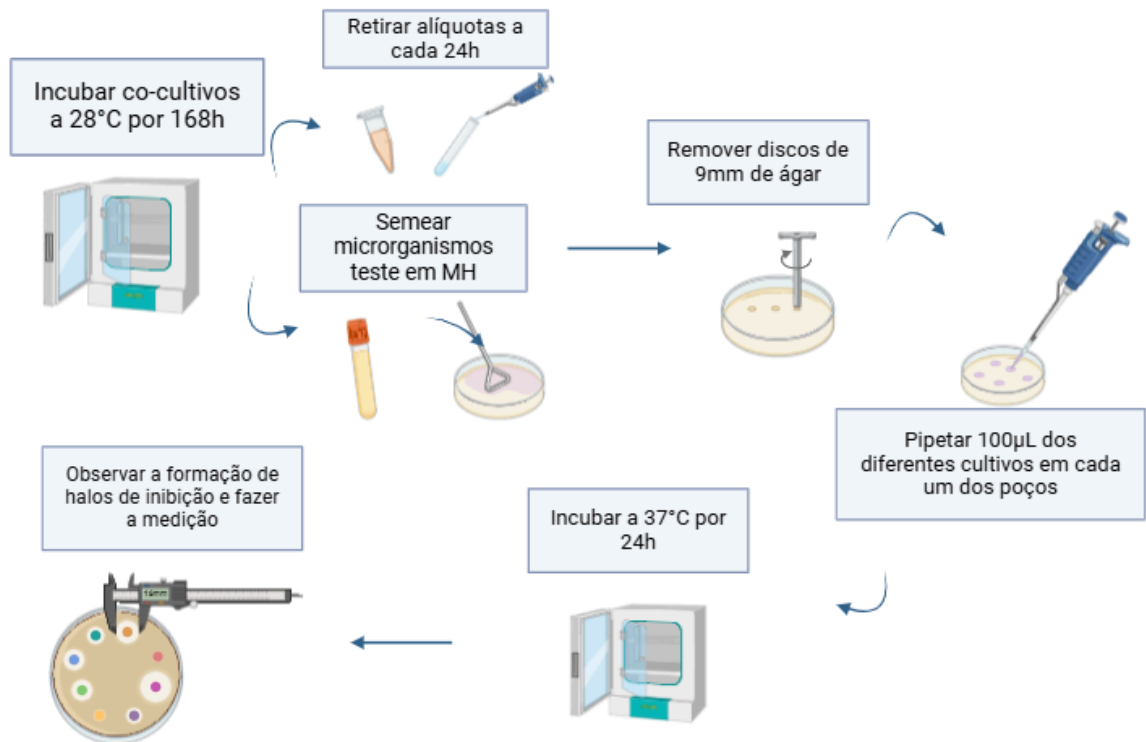 Retirar alíquotas a
cada 24h
Incubar co-cultivos
a 28°C por 168h
Semear
microrganismos
teste em MH
Remover discos de
9mm de ágar
Pipetar 100µL dos
diferentes cultivos em cada
um dos poços
Incubar a 37°C por
24h
Observar a formação de
halos de inibição e fazer
a medição
16mm